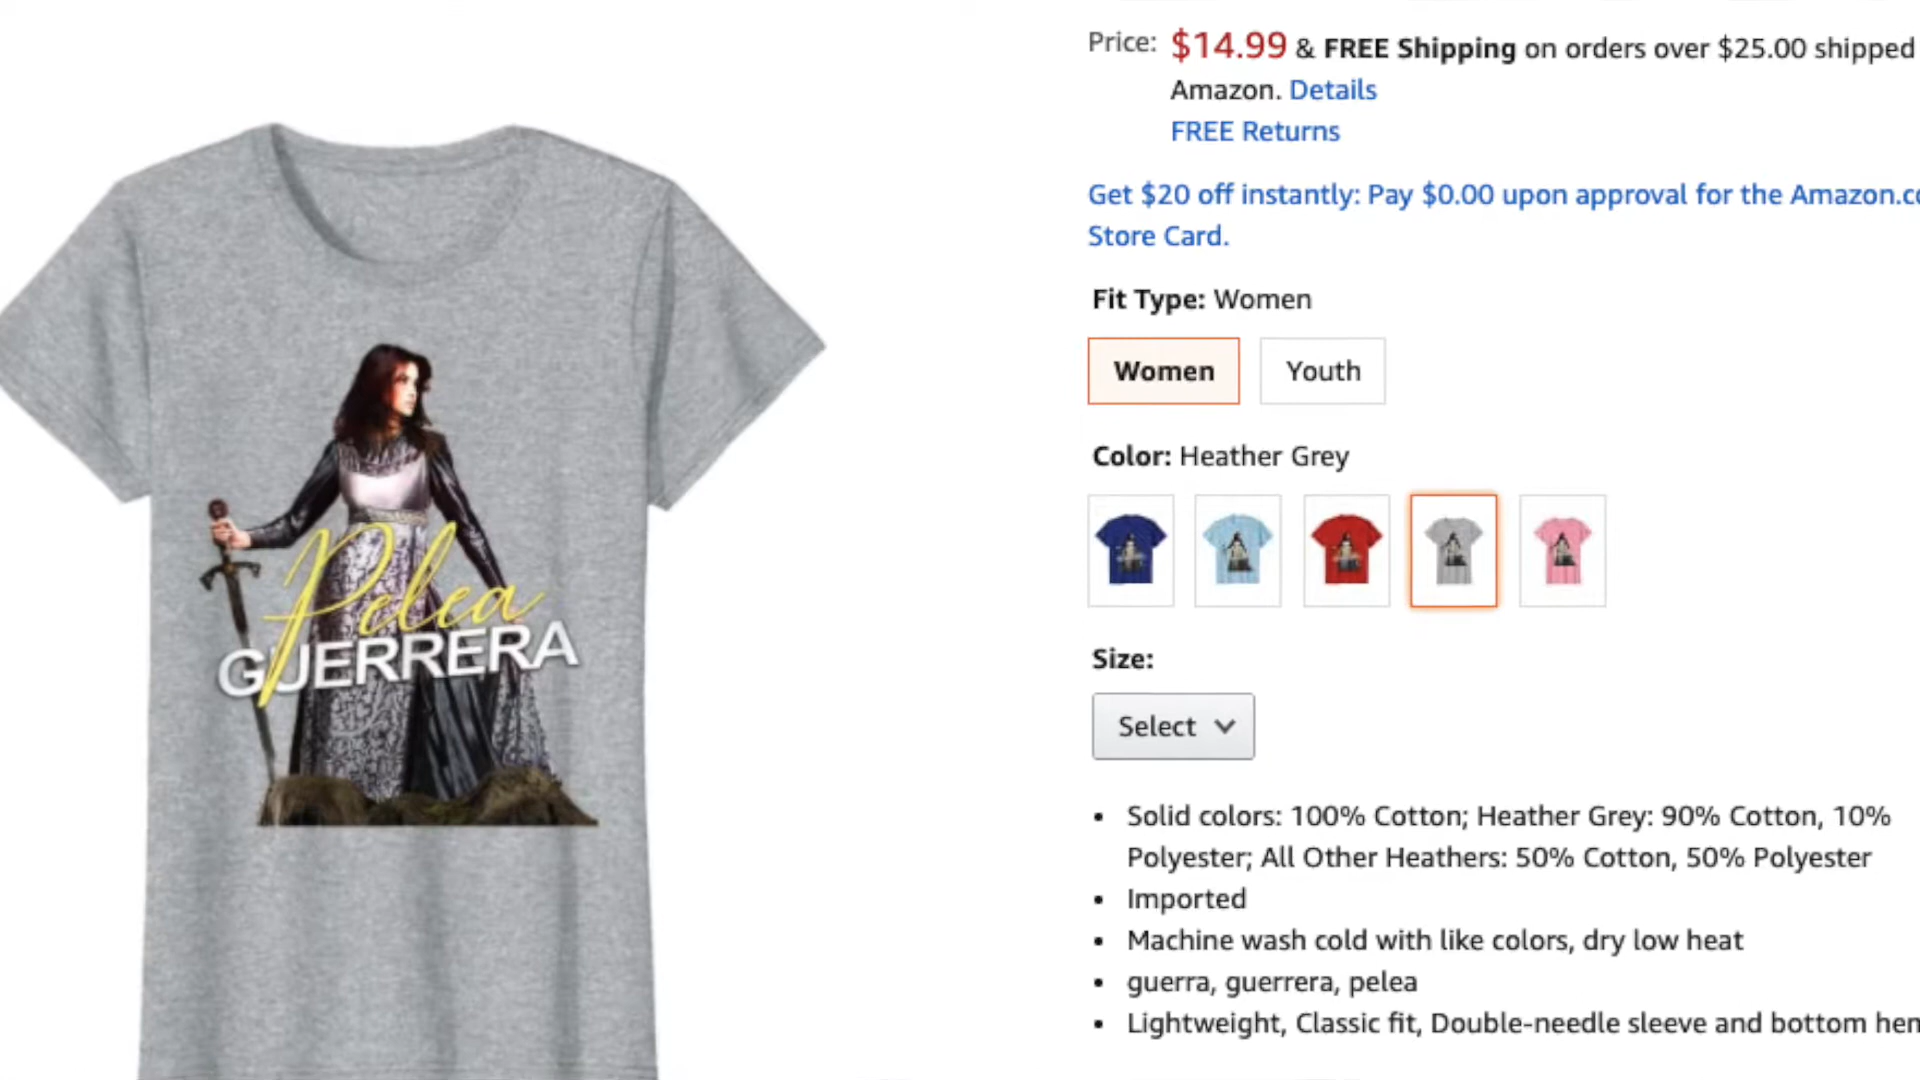 Pelea
GUERRERA
Price: $14.99 & FREE Shipping on orders over $25.00 shipped
Amazon. Details
FREE Returns
Get $20 off instantly: Pay $0.00 upon approval for the Amazon.co
Store Card.
Fit Type: Women
Women Youth
Color: Heather Grey
Size:
Select
• Solid colors: 100% Cotton; Heather Grey: 90% Cotton, 10%
Polyester; All Other Heathers: 50% Cotton, 50% Polyester
• Imported
• Machine wash cold with like colors, dry low heat
• guerra, guerrera, pelea
• Lightweight, Classic fit, Double-needle sleeve and bottom hem